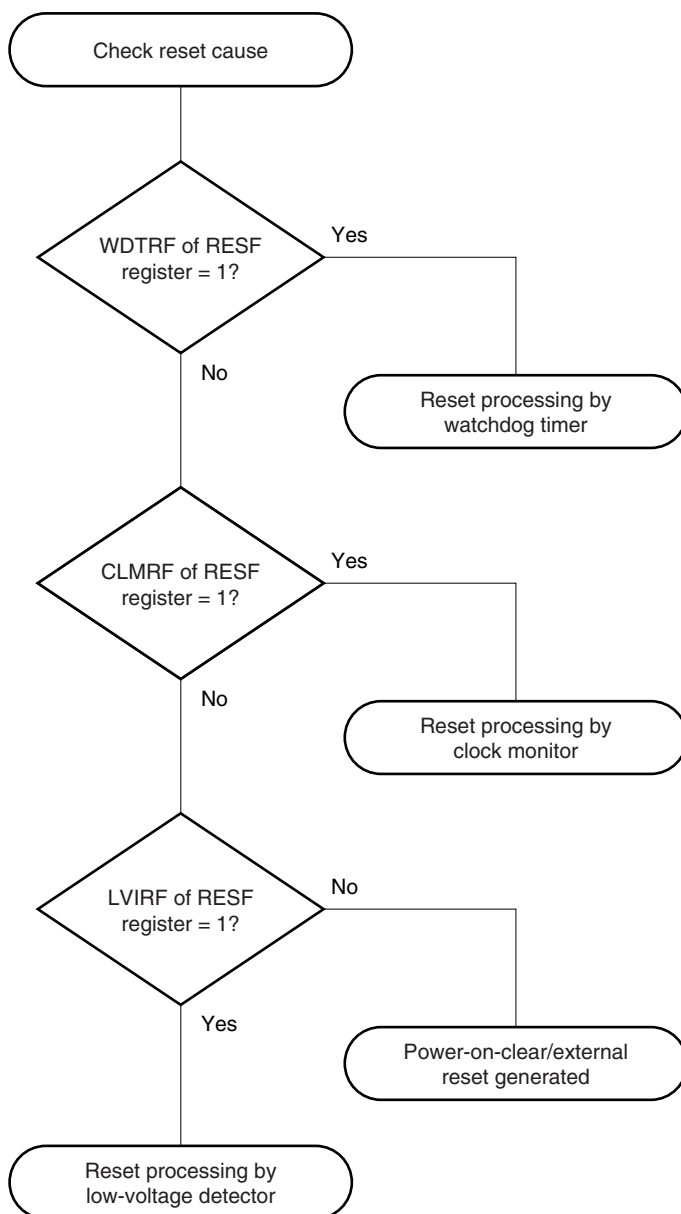 Check reset cause
WDTRF of RESF
register = 1?
Yes
No
Reset processing by
watchdog timer
CLMRF of RESF
register = 1?
Yes
No
Reset processing by
clock monitor
LVIRF of RESF
register = 1?
No
Yes
Power-on-clear/external
reset generated
Reset processing by
low-voltage detector